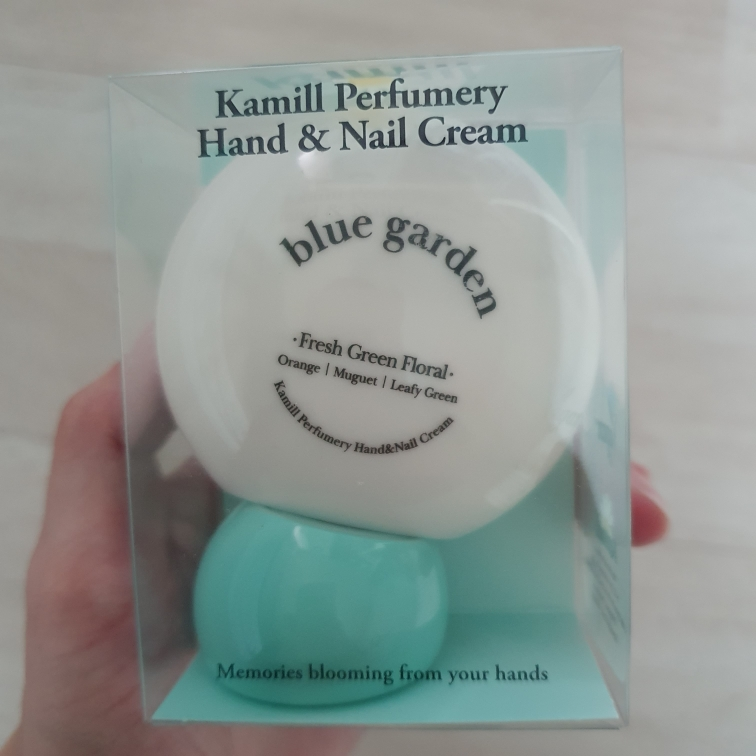 Kamill Perfumery
Hand & Nail Cream
blue garden
·Fresh Green Floral·
Orange | Muguet | Leafy Green
Kamill Perfumery Hand&Nail Cream
Memories blooming from your hands